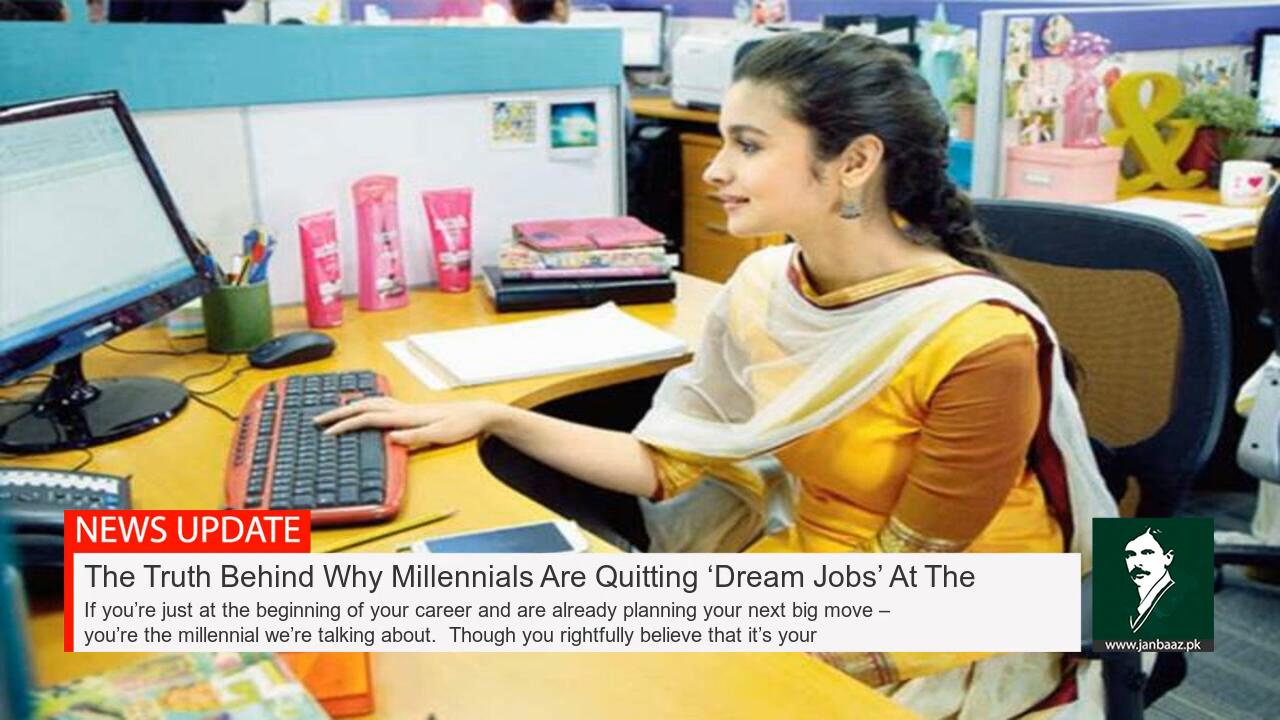 NEWS UPDATE
The Truth Behind Why Millennials Are Quitting ‘Dream Jobs’ At The
If you’re just at the beginning of your career and are already planning your next big move –
you’re the millennial we’re talking about.  Though you rightfully believe that it’s your
www.janbaaz.pk